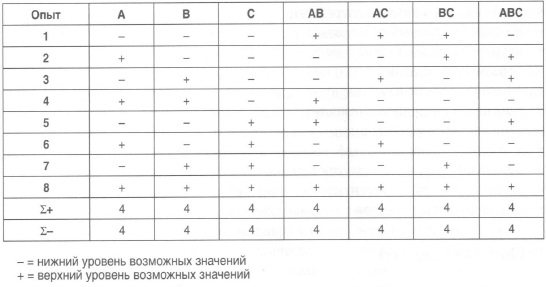 Опыт A B C AB AC BC ABC
1 – – – + + + –
2 + – – – – + +
3 – + – – + – +
4 + + – + – – –
5 – – + + – – +
6 + – + – + – –
7 – + + – – + –
8 + + + + + + +
Σ+ 4 4 4 4 4 4 4
Σ– 4 4 4 4 4 4 4
– = нижний уровень возможных значений
+ = верхний уровень возможных значений